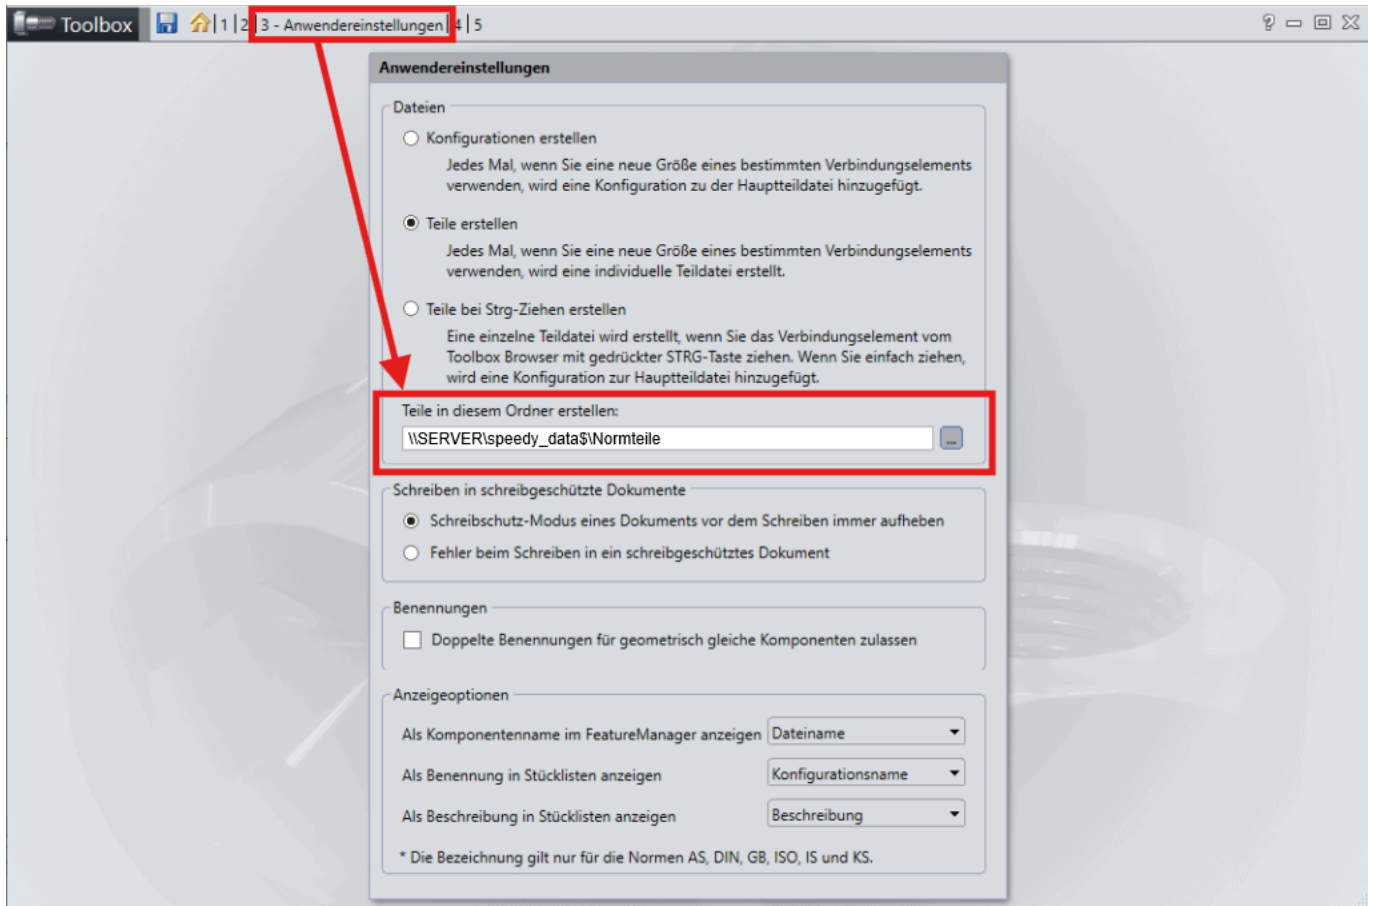 Toolbox | 1 | 2 | 3 - Anwendereinstellungen | 4 | 5
Anwendereinstellungen
Dateien
Konfigurationen erstellen
Jedes Mal, wenn Sie eine neue Größe eines bestimmten Verbindungselements
verwenden, wird eine Konfiguration zu der Hauptteildatei hinzugefügt.
Teile erstellen
Jedes Mal, wenn Sie eine neue Größe eines bestimmten Verbindungselements
verwenden, wird eine individuelle Teildatei erstellt.
Teile bei Strg-Ziehen erstellen
Eine einzelne Teildatei wird erstellt, wenn Sie das Verbindungselement vom
Toolbox Browser mit gedrückter STRG-Taste ziehen. Wenn Sie einfach ziehen,
wird eine Konfiguration zur Hauptteildatei hinzugefügt.
Teile in diesem Ordner erstellen:
\\SERVER\speedy_data$\Normteile ...
Schreiben in schreibgeschützte Dokumente
Schreibschutz-Modus eines Dokuments vor dem Schreiben immer aufheben
Fehler beim Schreiben in ein schreibgeschütztes Dokument
Benennungen
Doppelte Benennungen für geometrisch gleiche Komponenten zulassen
Anzeigeoptionen
Als Komponentenname im FeatureManager anzeigen Dateiname
Als Benennung in Stücklisten anzeigen Konfigurationsname
Als Beschreibung in Stücklisten anzeigen Beschreibung
* Die Bezeichnung gilt nur für die Normen AS, DIN, GB, ISO, IS und KS.